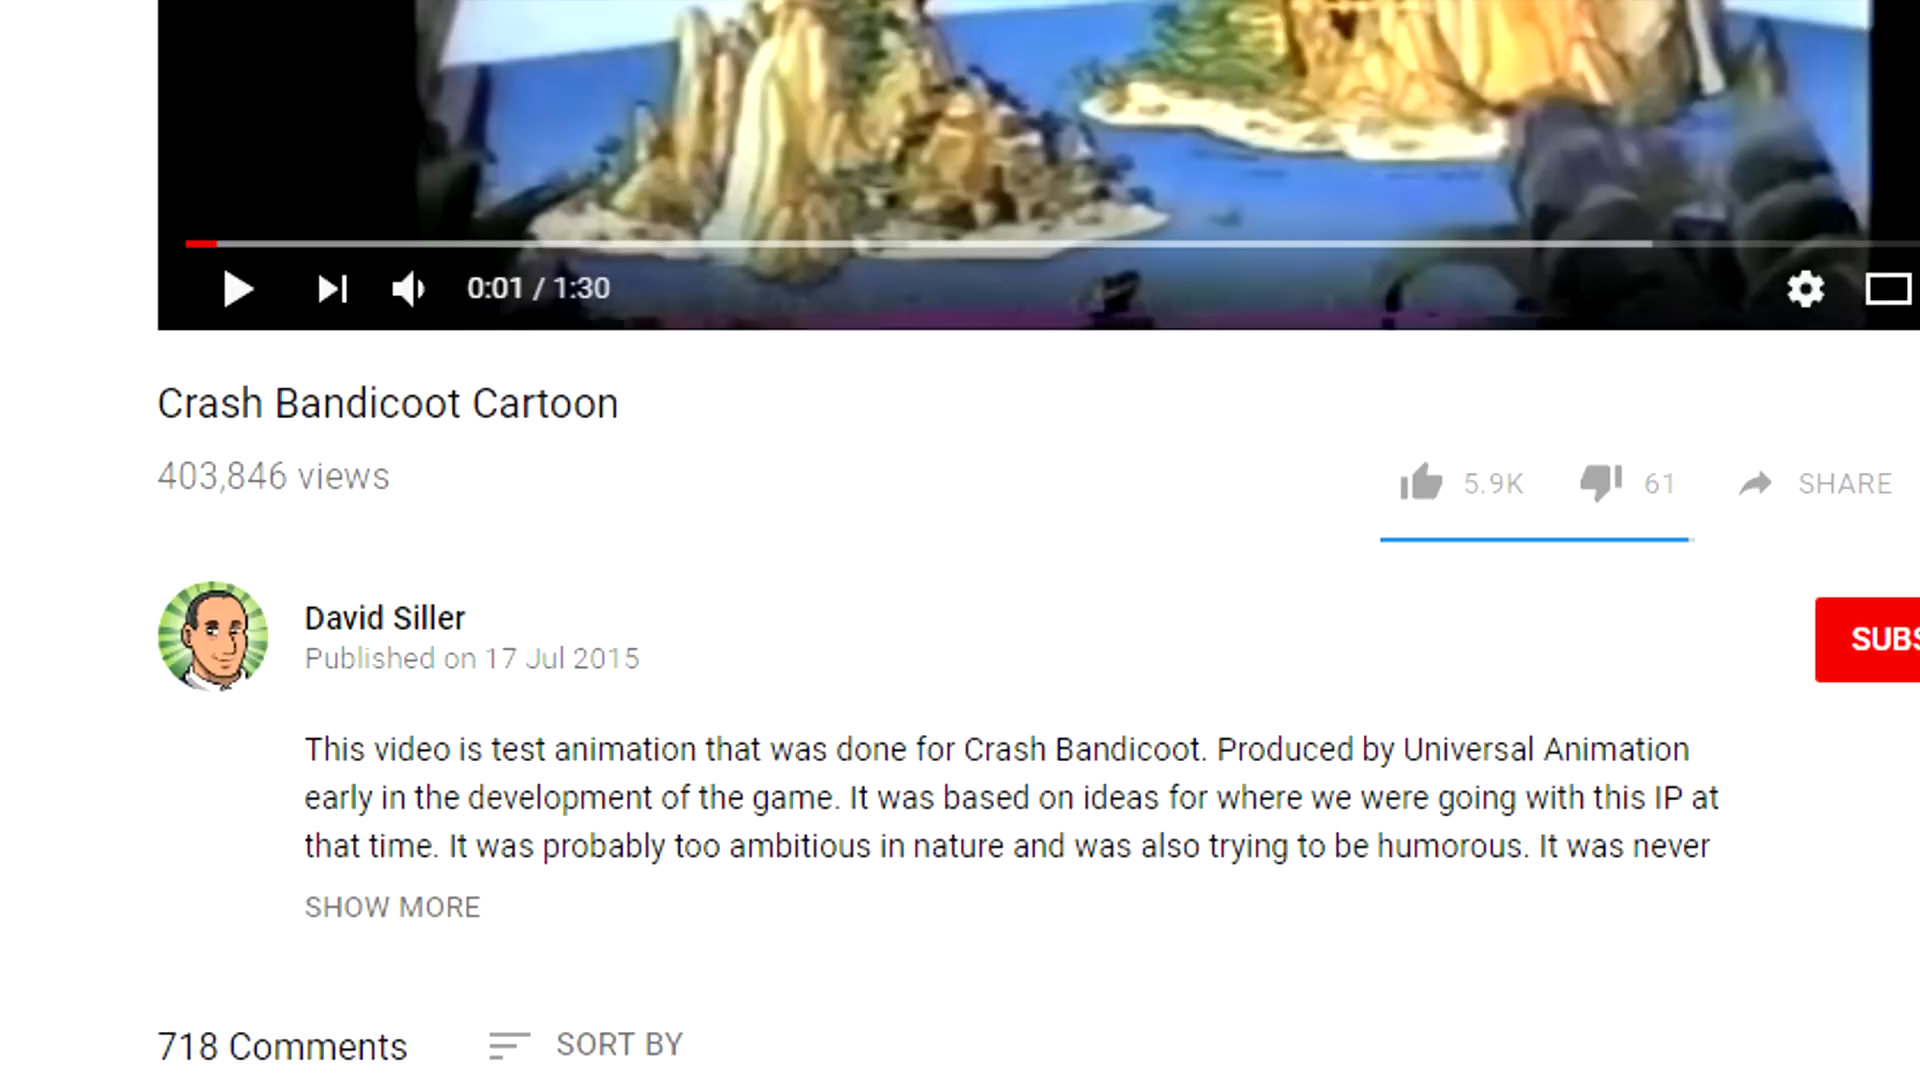 0:01 / 1:30
Crash Bandicoot Cartoon
403,846 views
5.9K 61 SHARE
David Siller
Published on 17 Jul 2015
SUBS
This video is test animation that was done for Crash Bandicoot. Produced by Universal Animation
early in the development of the game. It was based on ideas for where we were going with this IP at
that time. It was probably too ambitious in nature and was also trying to be humorous. It was never
SHOW MORE
718 Comments SORT BY